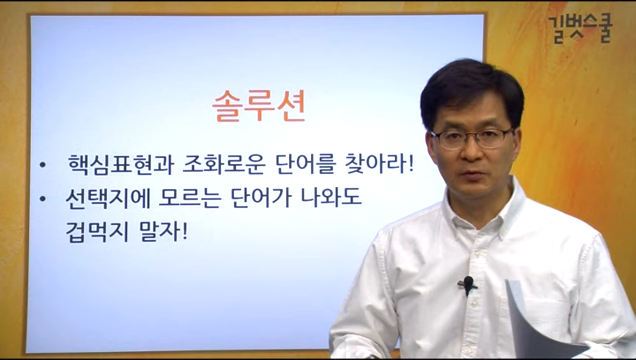 길벗스쿨
솔루션
• 핵심표현과 조화로운 단어를 찾아라!
• 선택지에 모르는 단어가 나와도
겁먹지 말자!